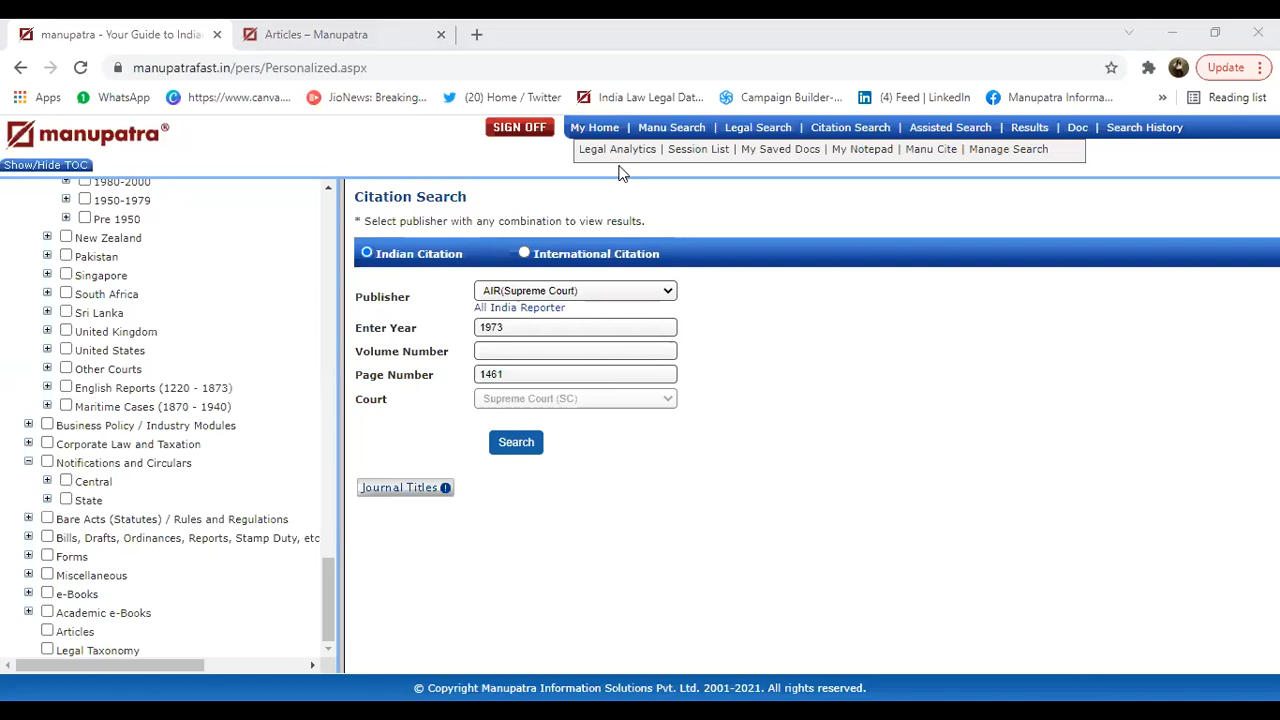 manupatra - Your Guide to India
Articles – Manupatra
manupatrafast.in/pers/Personalized.aspx
Update
Apps
WhatsApp
https://www.canva....
JioNews: Breaking...
(20) Home / Twitter
India Law Legal Dat...
Campaign Builder-...
(4) Feed | LinkedIn
Manupatra Informa...
»
Reading list
manupatra®
SIGN OFF
My Home | Manu Search | Legal Search | Citation Search | Assisted Search | Results | Doc | Search History
Legal Analytics | Session List | My Saved Docs | My Notepad | Manu Cite | Manage Search
Show/Hide TOC
1980-2000
1950-1979
Pre 1950
New Zealand
Pakistan
Singapore
South Africa
Sri Lanka
United Kingdom
United States
Other Courts
English Reports (1220 - 1873)
Maritime Cases (1870 - 1940)
Business Policy / Industry Modules
Corporate Law and Taxation
Notifications and Circulars
Central
State
Bare Acts (Statutes) / Rules and Regulations
Bills, Drafts, Ordinances, Reports, Stamp Duty, etc
Forms
Miscellaneous
e-Books
Academic e-Books
Articles
Legal Taxonomy
Citation Search
* Select publisher with any combination to view results.
Indian Citation
International Citation
Publisher
AIR(Supreme Court)
All India Reporter
Enter Year
1973
Volume Number
Page Number
1461
Court
Supreme Court (SC)
Search
Journal Titles
© Copyright Manupatra Information Solutions Pvt. Ltd. 2001-2021. All rights reserved.